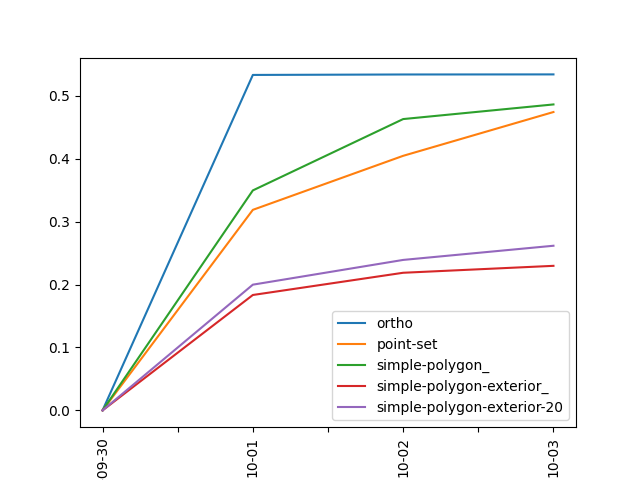 0.5
0.4
0.3
0.2
0.1
0.0
09-30
10-01
10-02
10-03
ortho
point-set
simple-polygon_
simple-polygon-exterior_
simple-polygon-exterior-20